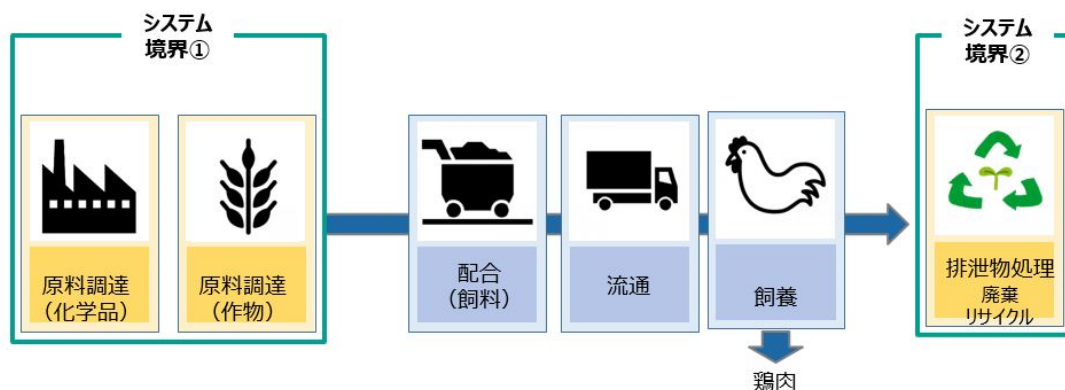 システム
境界①
システム
境界②
原料調達
（化学品）
原料調達
（作物）
配合
（飼料）
流通
飼養
排泄物処理
廃棄
リサイクル
鶏肉